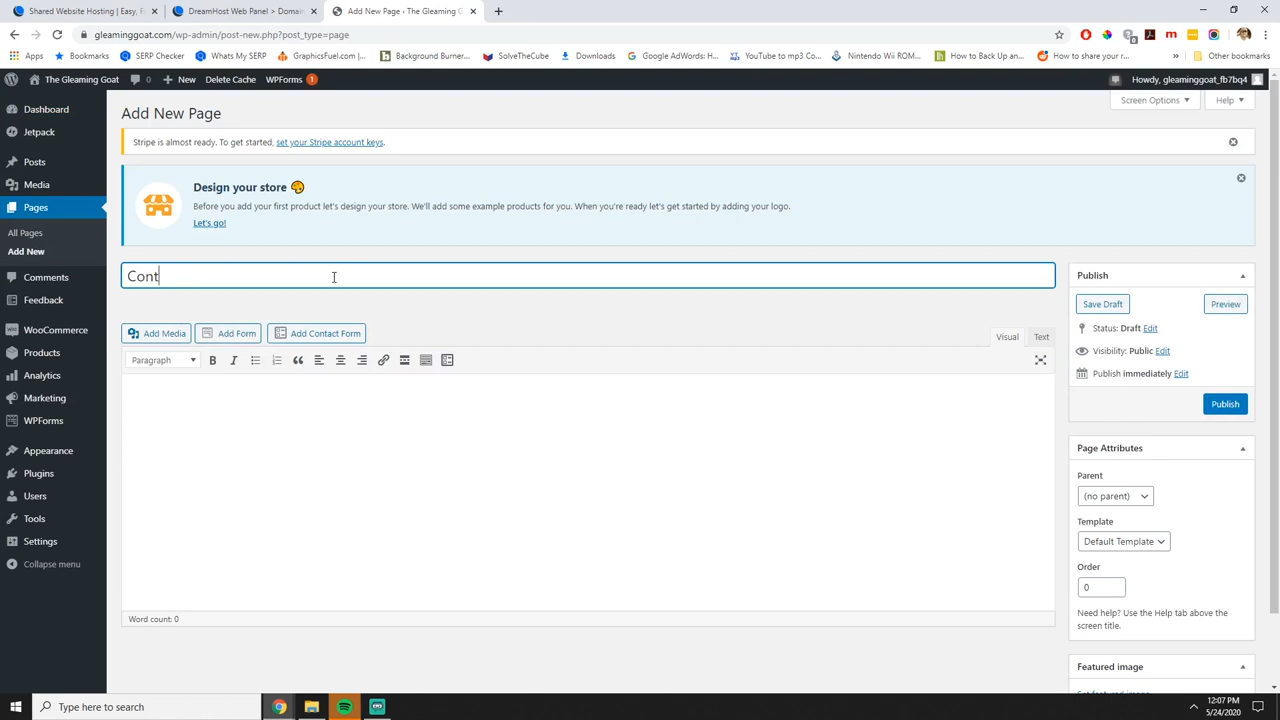 Shared Website Hosting | Easy, F
DreamHost Web Panel > Domain
Add New Page ‹ The Gleaming Go
gleaminggoat.com/wp-admin/post-new.php?post_type=page
Apps
Bookmarks
SERP Checker
Whats My SERP
GraphicsFuel.com |...
Background Burner...
SolveTheCube
Downloads
Google AdWords: H...
YouTube to mp3 Co...
Nintendo Wii ROM...
How to Back Up an...
How to share your r...
»
Other bookmarks
The Gleaming Goat
0
New
Delete Cache
WPForms 1
Howdy, gleaminggoat_fb7bq4
Dashboard
Jetpack
Posts
Media
Pages
All Pages
Add New
Comments
Feedback
WooCommerce
Products
Analytics
Marketing
WPForms
Appearance
Plugins
Users
Tools
Settings
Collapse menu
Screen Options
Help
Add New Page
Stripe is almost ready. To get started, set your Stripe account keys.
Design your store
Before you add your first product let's design your store. We'll add some example products for you. When you're ready let's get started by adding your logo.
Let's go!
Cont
Add Media
Add Form
Add Contact Form
Visual
Text
Paragraph
B
I
Word count: 0
Publish
Save Draft
Preview
Status: Draft Edit
Visibility: Public Edit
Publish immediately Edit
Publish
Page Attributes
Parent
(no parent)
Template
Default Template
Order
0
Need help? Use the Help tab above the
screen title.
Featured image
Set featured image
Type here to search
12:07 PM
5/24/2020